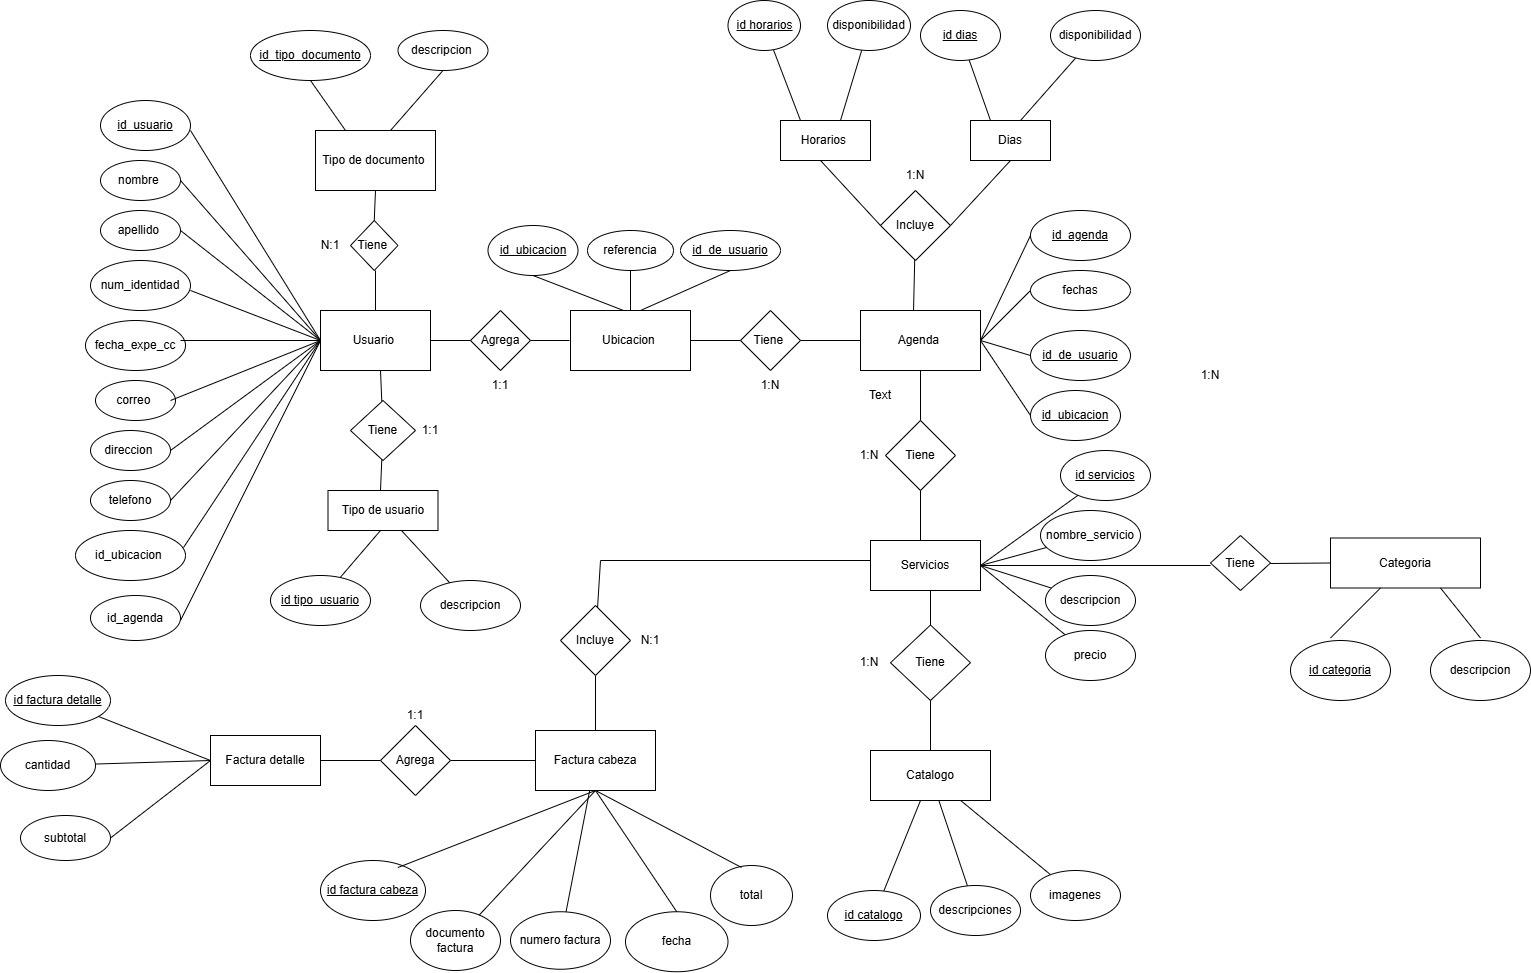 id horarios
disponibilidad
id dias
disponibilidad
id_tipo_documento
descripcion
id_usuario
Horarios
Dias
Tipo de documento
nombre
1:N
apellido
Incluye
id_agenda
N:1
Tiene
id_ubicacion
referencia
id_de_usuario
num_identidad
fechas
Usuario
Agrega
Ubicacion
Tiene
Agenda
fecha_expe_cc
id_de_usuario
1:1
1:N
1:N
correo
Text
id_ubicacion
Tiene
1:1
direccion
1:N
Tiene
id servicios
telefono
Tipo de usuario
nombre_servicio
id_ubicacion
Servicios
Tiene
Categoria
id tipo_usuario
descripcion
descripcion
id_agenda
Incluye
N:1
1:N
Tiene
precio
id categoria
descripcion
id factura detalle
1:1
cantidad
Factura detalle
Agrega
Factura cabeza
Catalogo
subtotal
id factura cabeza
total
imagenes
id catalogo
descripciones
documento
factura
numero factura
fecha